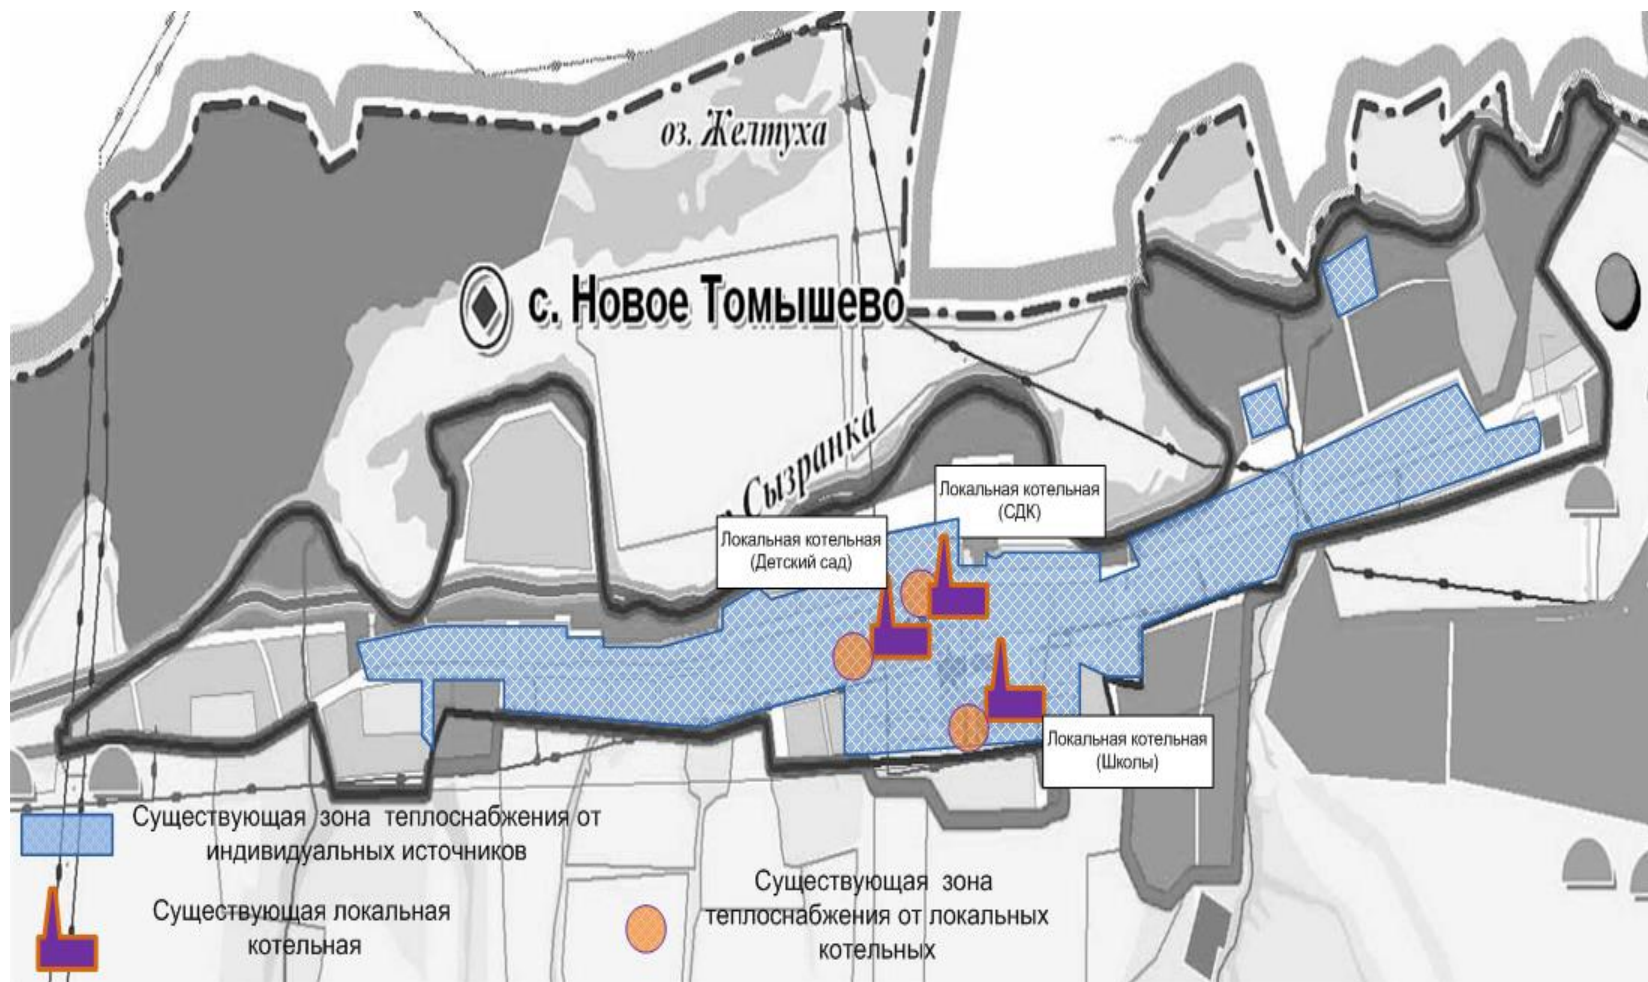 оз. Желтуха
с. Новое Томышево
Сызранка
Локальная котельная
(СДК)
Локальная котельная
(Детский сад)
Локальная котельная
(Школы)
Существующая зона теплоснабжения от
индивидуальных источников
Существующая локальная
котельная
Существующая зона
теплоснабжения от локальных
котельных